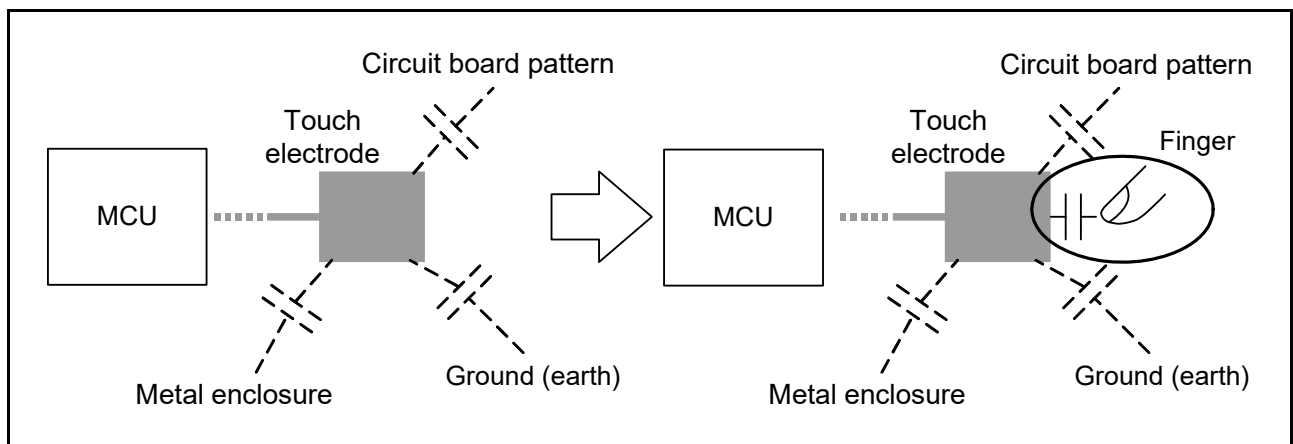 Circuit board pattern
Touch
electrode
MCU
Metal enclosure
Ground (earth)
Circuit board pattern
Touch
electrode
Finger
MCU
Metal enclosure
Ground (earth)